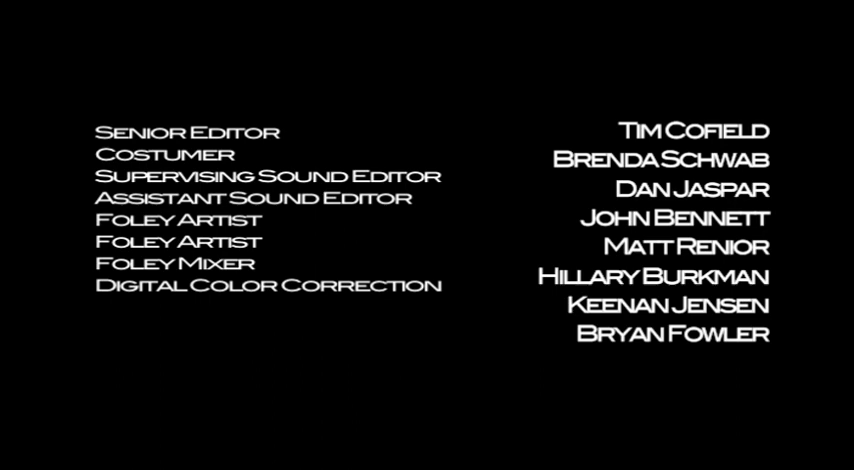 Senior Editor
Costumer
Supervising Sound Editor
Assistant Sound Editor
Foley Artist
Foley Artist
Foley Mixer
Digital Color Correction
Tim Cofield
Brenda Schwab
Dan Jaspar
John Bennett
Matt Renior
Hillary Burkman
Keenan Jensen
Bryan Fowler